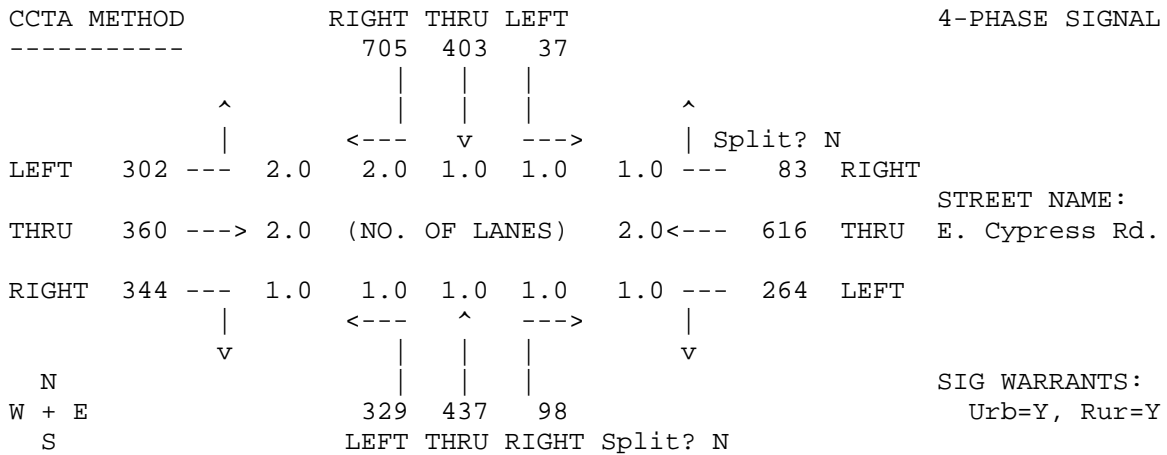 CCTA METHOD RIGHT THRU LEFT 4-PHASE SIGNAL
----------- 705 403 37
| | |
^ | | | ^
| <--- v ---> | Split? N
LEFT 302 --- 2.0 2.0 1.0 1.0 1.0 --- 83 RIGHT
STREET NAME:
THRU 360 ---> 2.0 (NO. OF LANES) 2.0<--- 616 THRU E. Cypress Rd.
RIGHT 344 --- 1.0 1.0 1.0 1.0 1.0 --- 264 LEFT
| <--- ^ ---> |
v | | | v
N | | | SIG WARRANTS:
W + E 329 437 98 Urb=Y, Rur=Y
S LEFT THRU RIGHT Split? N